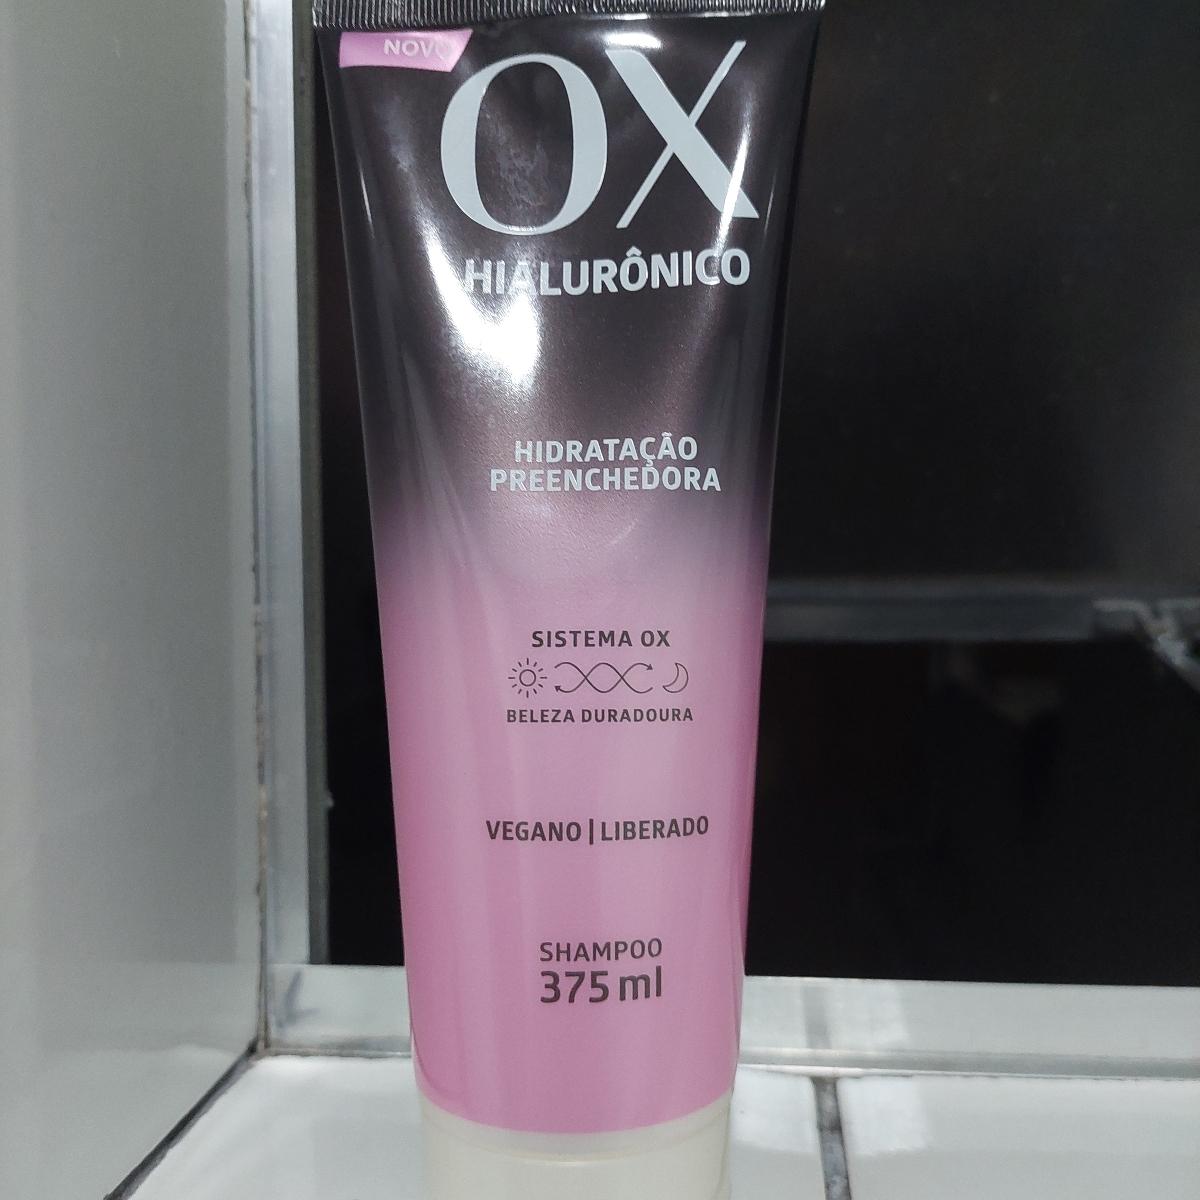 NOVO
OX
HIALURÔNICO
HIDRATAÇÃO
PREENCHEDORA
SISTEMA OX
BELEZA DURADOURA
VEGANO | LIBERADO
SHAMPOO
375 ml